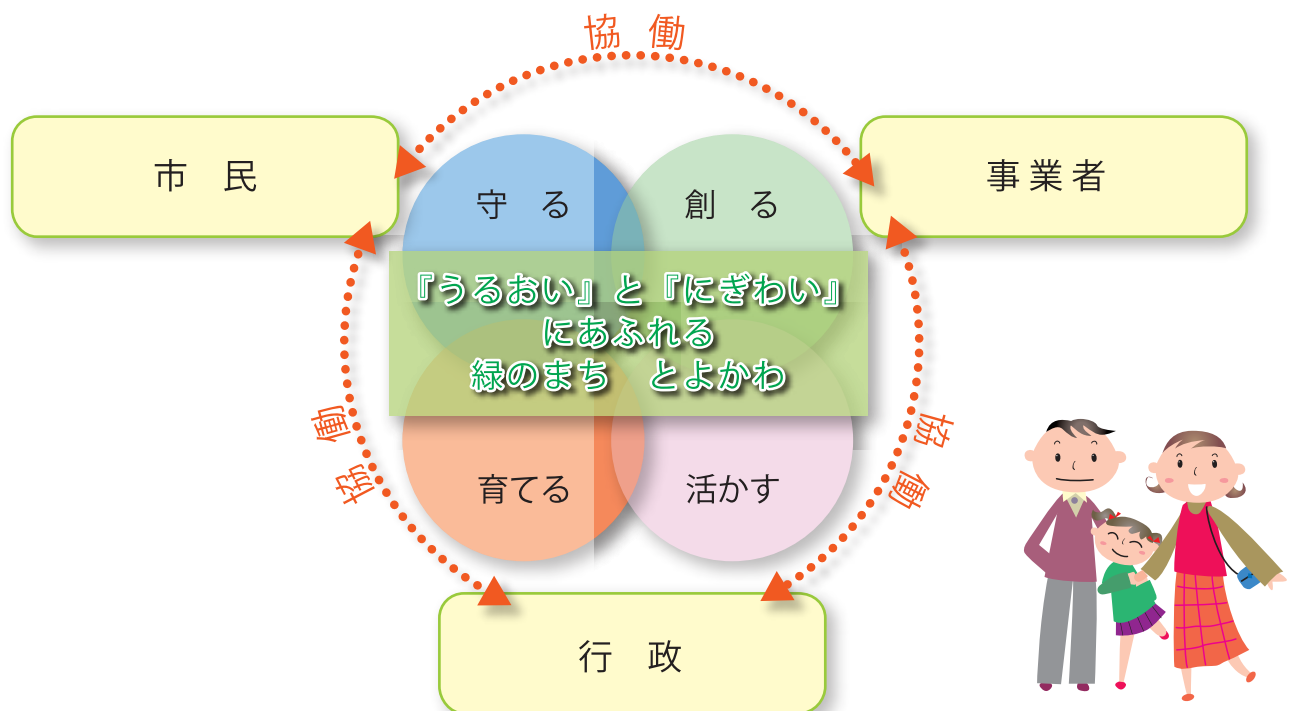 協 働
市 民
事業者
守 る
創 る
『うるおい』と『にぎわい』
にあふれる
緑のまち とよかわ
協 働
協 働
育てる
活かす
行 政